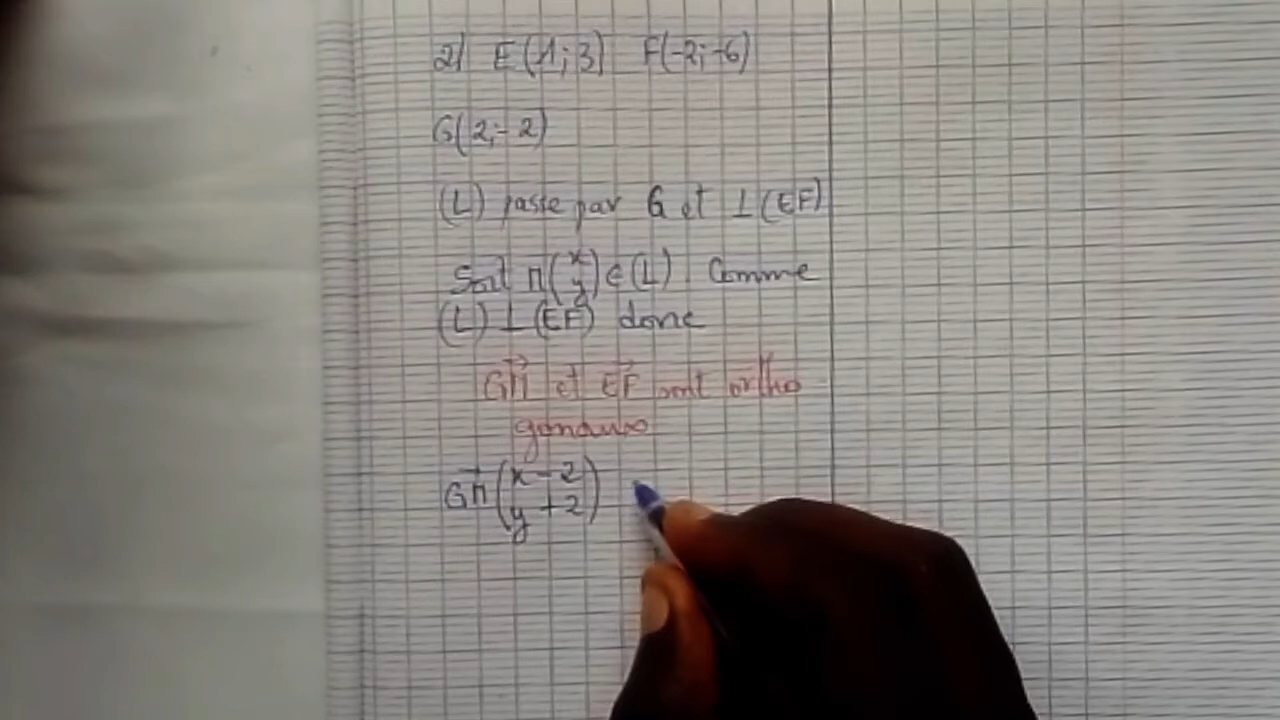 2) E(1;3) F(-2;-6)
G(2;-2)
(L) passe par G et ⊥(EF)
Soit M(x y)∈(L). Comme
(L)⊥(EF) donc
GM et EF sont ortho
gonaux
GM(x-2 y+2)